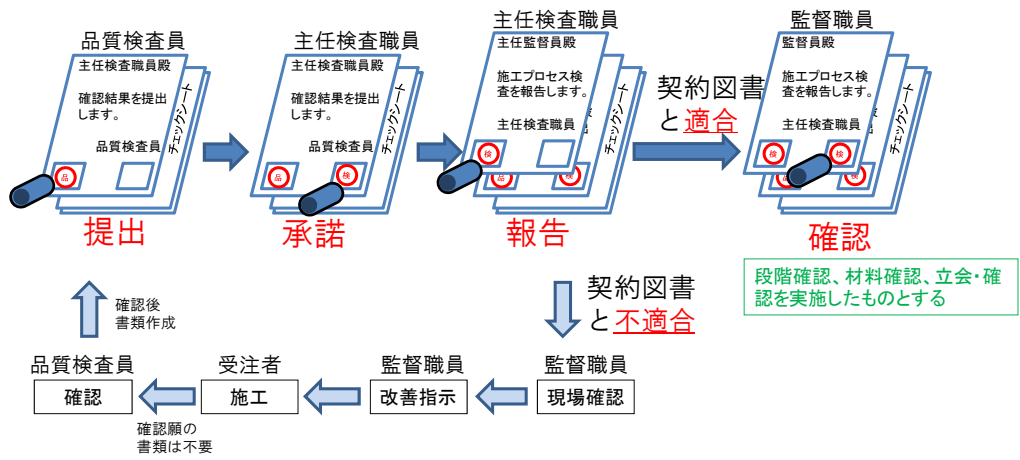 品質検査員
主任検査職員殿
確認結果を提出
します。
品質検査員
チェックシート
品
提出
主任検査職員
主任検査職員殿
確認結果を提出
します。
品質検査員
チェックシート
品
検
承諾
主任検査職員
主任監督員殿
施工プロセス検
査を報告します。
主任検査職員
チェックシート
検
品
検
報告
契約図書
と適合
監督職員
監督員殿
施工プロセス検
査を報告します。
主任検査職員
チェックシート
検
検
品
検
確認
段階確認、材料確認、立会・確
認を実施したものとする
契約図書
と不適合
確認後
書類作成
品質検査員
確認
受注者
施工
監督職員
改善指示
監督職員
現場確認
確認願の
書類は不要